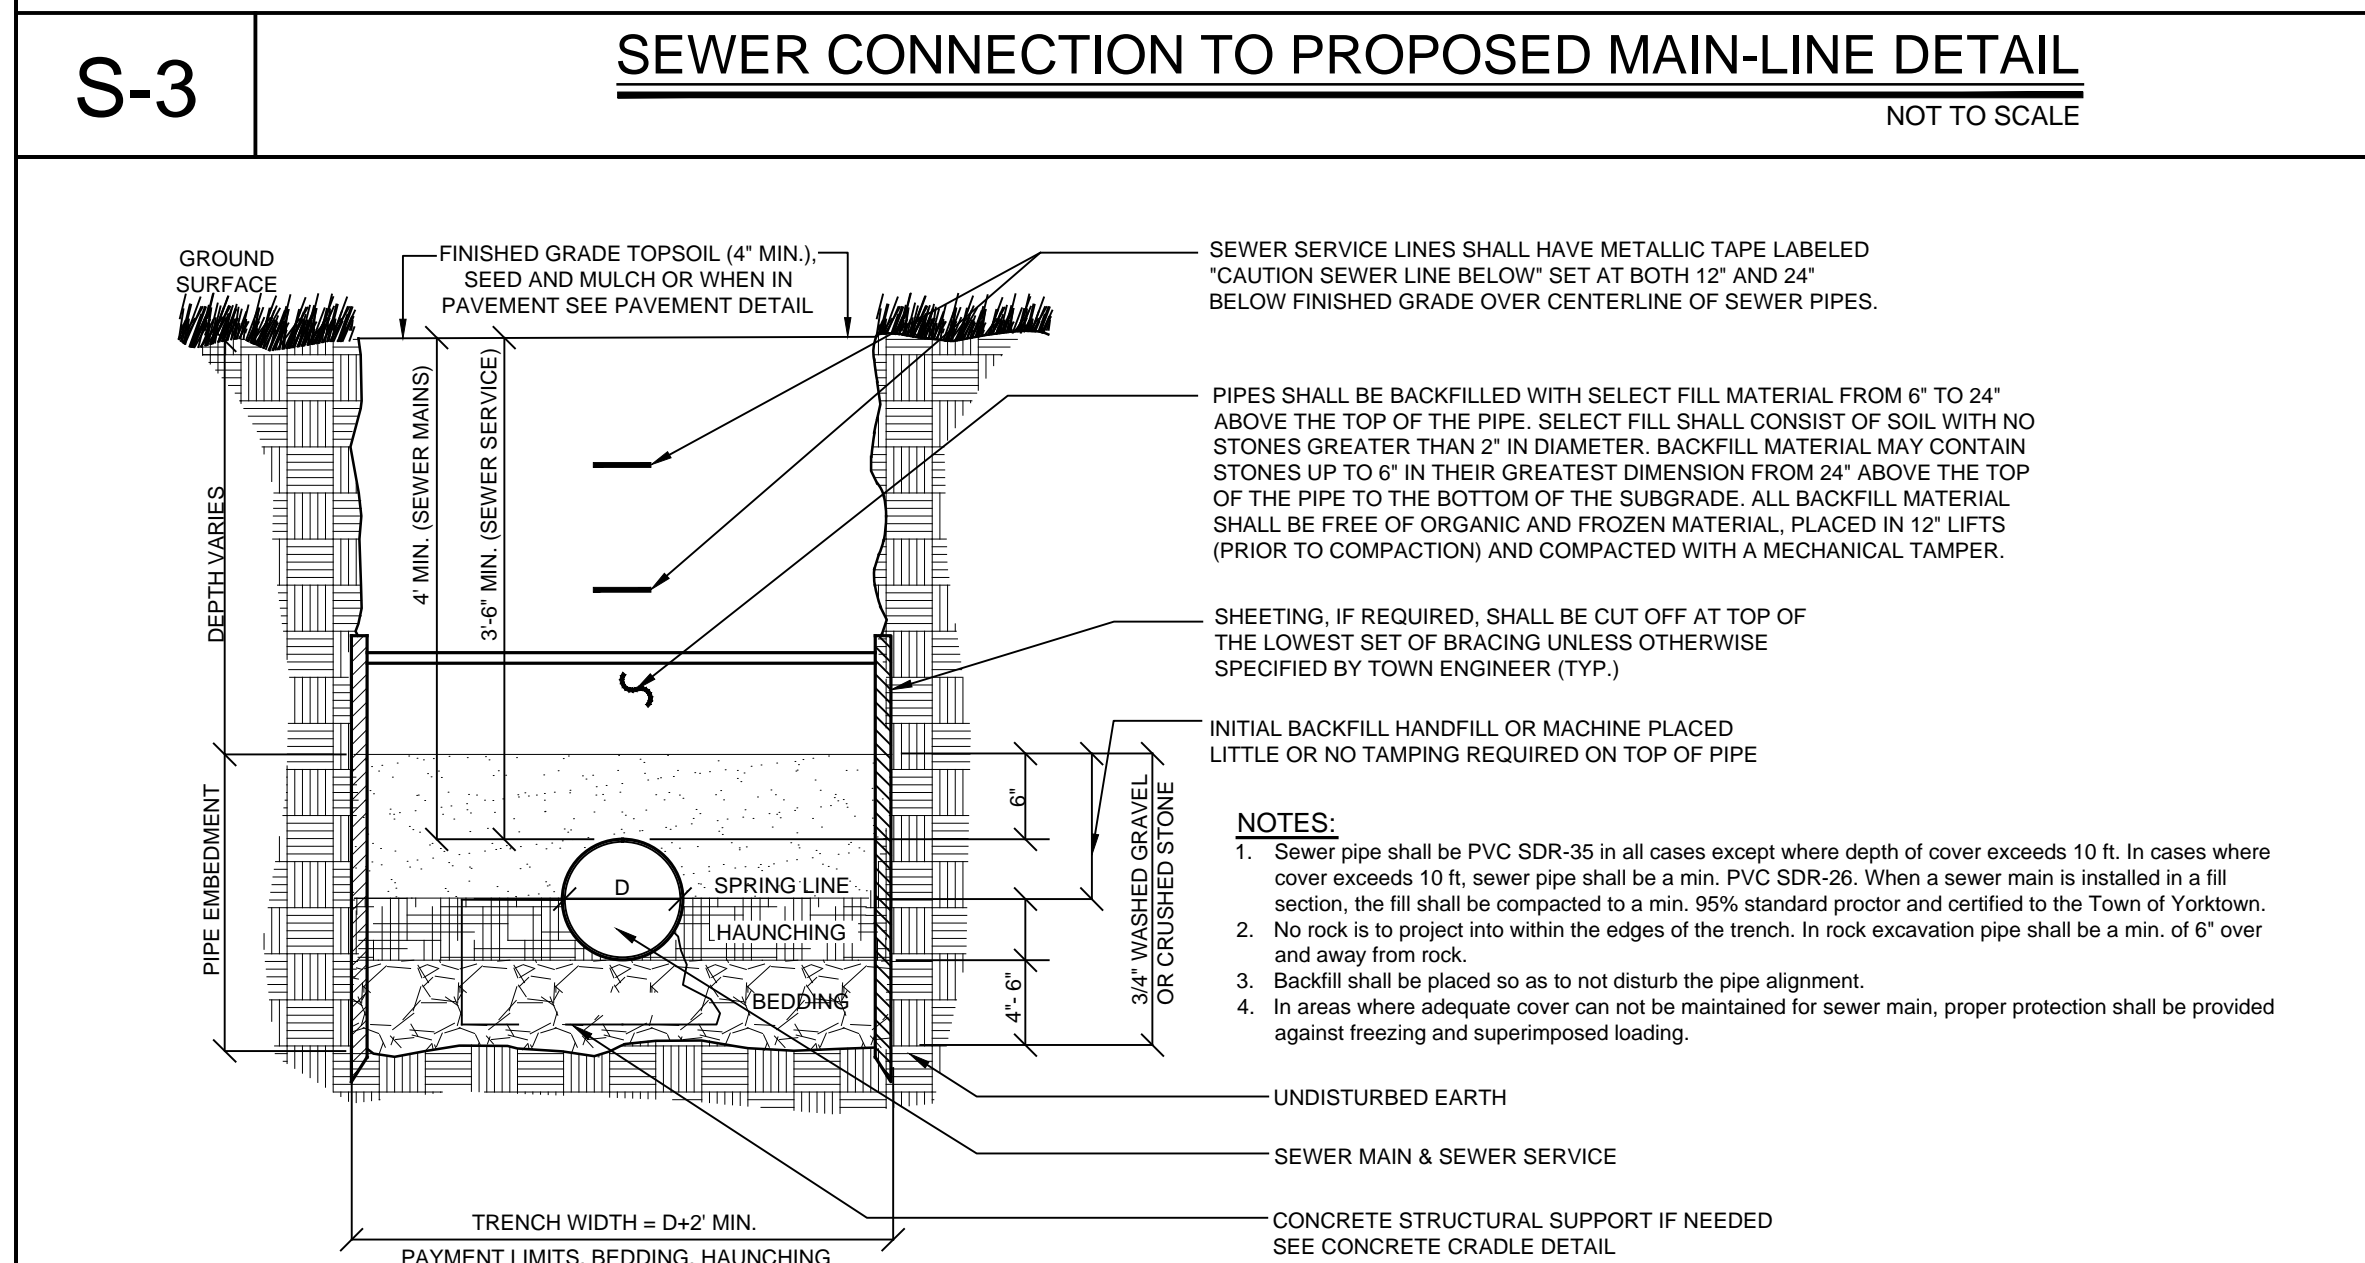 S-3
SEWER CONNECTION TO PROPOSED MAIN-LINE DETAIL
NOT TO SCALE
GROUND
SURFACE
FINISHED GRADE TOPSOIL (4" MIN.),
SEED AND MULCH OR WHEN IN
PAVEMENT SEE PAVEMENT DETAIL
SEWER SERVICE LINES SHALL HAVE METALLIC TAPE LABELED
"CAUTION SEWER LINE BELOW" SET AT BOTH 12" AND 24"
BELOW FINISHED GRADE OVER CENTERLINE OF SEWER PIPES.
DEPTH VARIES
4' MIN. (SEWER MAINS)
3'-6" MIN. (SEWER SERVICE)
PIPES SHALL BE BACKFILLED WITH SELECT FILL MATERIAL FROM 6" TO 24"
ABOVE THE TOP OF THE PIPE. SELECT FILL SHALL CONSIST OF SOIL WITH NO
STONES GREATER THAN 2" IN DIAMETER. BACKFILL MATERIAL MAY CONTAIN
STONES UP TO 6" IN THEIR GREATEST DIMENSION FROM 24" ABOVE THE TOP
OF THE PIPE TO THE BOTTOM OF THE SUBGRADE. ALL BACKFILL MATERIAL
SHALL BE FREE OF ORGANIC AND FROZEN MATERIAL, PLACED IN 12" LIFTS
(PRIOR TO COMPACTION) AND COMPACTED WITH A MECHANICAL TAMPER.
SHEETING, IF REQUIRED, SHALL BE CUT OFF AT TOP OF
THE LOWEST SET OF BRACING UNLESS OTHERWISE
SPECIFIED BY TOWN ENGINEER (TYP.)
INITIAL BACKFILL HANDFILL OR MACHINE PLACED
LITTLE OR NO TAMPING REQUIRED ON TOP OF PIPE
PIPE EMBEDMENT
D
SPRING LINE
HAUNCHING
BEDDING
6"
4"- 6"
3/4" WASHED GRAVEL
OR CRUSHED STONE
NOTES:
1. Sewer pipe shall be PVC SDR-35 in all cases except where depth of cover exceeds 10 ft. In cases where
cover exceeds 10 ft, sewer pipe shall be a min. PVC SDR-26. When a sewer main is installed in a fill
section, the fill shall be compacted to a min. 95% standard proctor and certified to the Town of Yorktown.
2. No rock is to project into within the edges of the trench. In rock excavation pipe shall be a min. of 6" over
and away from rock.
3. Backfill shall be placed so as to not disturb the pipe alignment.
4. In areas where adequate cover can not be maintained for sewer main, proper protection shall be provided
against freezing and superimposed loading.
UNDISTURBED EARTH
SEWER MAIN & SEWER SERVICE
CONCRETE STRUCTURAL SUPPORT IF NEEDED
SEE CONCRETE CRADLE DETAIL
TRENCH WIDTH = D+2' MIN.
PAYMENT LIMITS, BEDDING, HAUNCHING